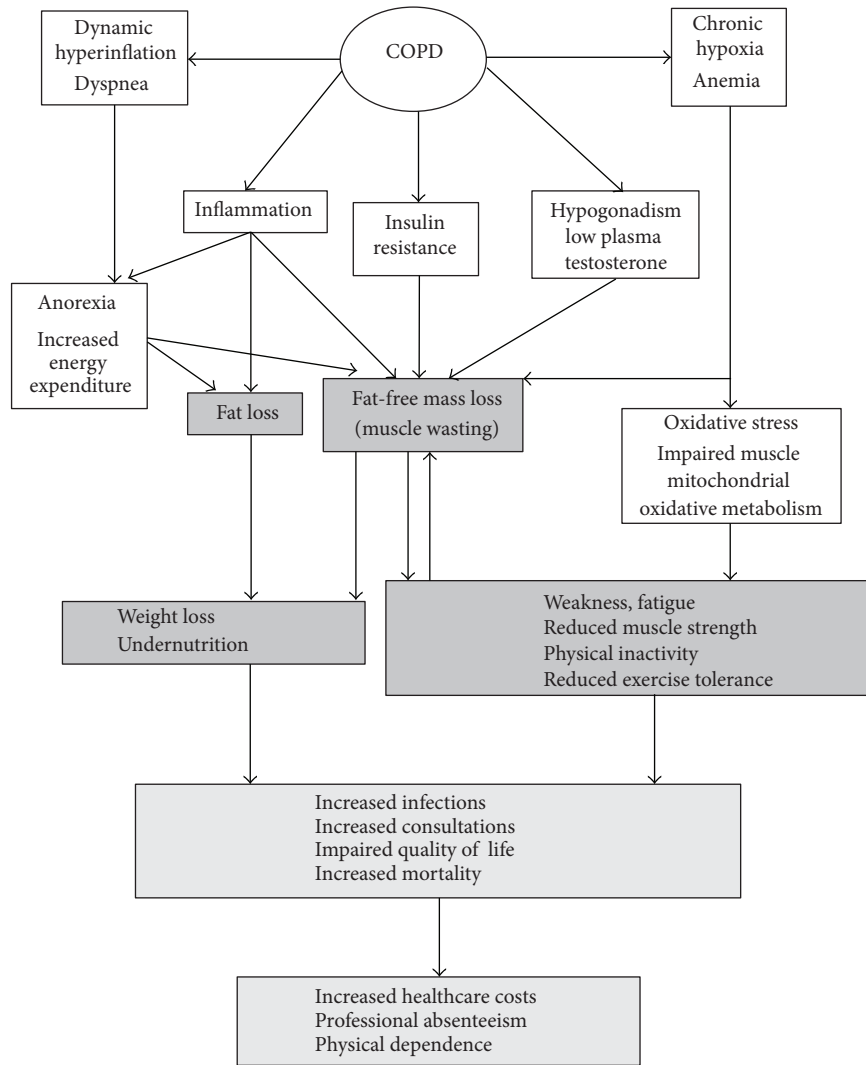 Dynamic
hyperinflation
Dyspnea
COPD
Chronic
hypoxia
Anemia
Inflammation
Insulin
resistance
Hypogonadism
low plasma
testosterone
Anorexia
Increased
energy
expenditure
Fat loss
Fat-free mass loss
(muscle wasting)
Oxidative stress
Impaired muscle
mitochondrial
oxidative metabolism
Weight loss
Undernutrition
Weakness, fatigue
Reduced muscle strength
Physical inactivity
Reduced exercise tolerance
Increased infections
Increased consultations
Impaired quality of life
Increased mortality
Increased healthcare costs
Professional absenteeism
Physical dependence